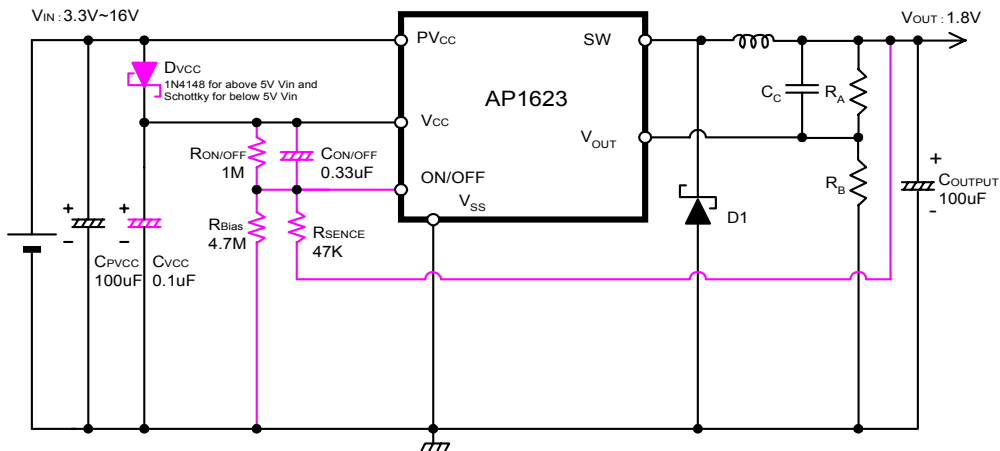 VIN : 3.3V~16V
VOUT : 1.8V
PVCC
SW
DVCC
1N4148 for above 5V Vin and
Schottky for below 5V Vin
AP1623
CC
RA
VCC
VOUT
RON/OFF
1M
CON/OFF
0.33uF
ON/OFF
VSS
RB
+
COUTPUT
100uF
-
+
-
+
-
RBias
4.7M
RSENCE
47K
D1
CPVCC
100uF
CVCC
0.1uF